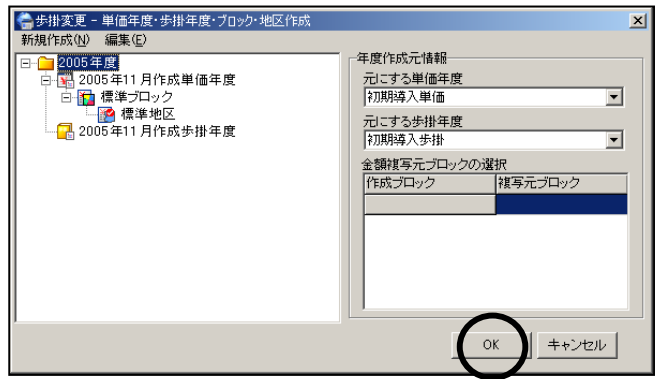 歩掛変更 - 単価年度・歩掛年度・ブロック・地区作成
新規作成(N) 編集(E)
2005年度
2005年11月作成単価年度
標準ブロック
標準地区
2005年11月作成歩掛年度
年度作成元情報
元にする単価年度
初期導入単価
元にする歩掛年度
初期導入歩掛
金額複写元ブロックの選択
作成ブロック 複写元ブロック
OK キャンセル